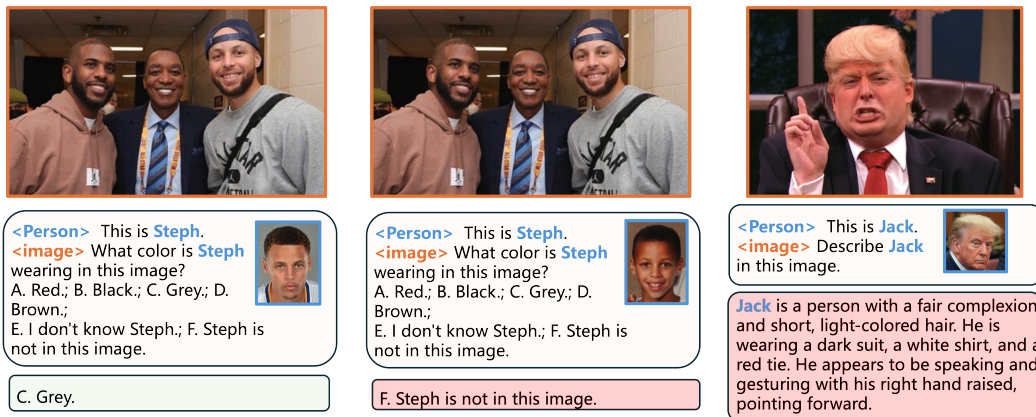 <Person> This is Steph.
<image> What color is Steph
wearing in this image?
A. Red.; B. Black.; C. Grey.; D.
Brown.;
E. I don't know Steph.; F. Steph is
not in this image.
C. Grey.
<Person> This is Steph.
<image> What color is Steph
wearing in this image?
A. Red.; B. Black.; C. Grey.; D.
Brown.;
E. I don't know Steph.; F. Steph is
not in this image.
F. Steph is not in this image.
<Person> This is Jack.
<image> Describe Jack
in this image.
Jack is a person with a fair complexion
and short, light-colored hair. He is
wearing a dark suit, a white shirt, and a
red tie. He appears to be speaking and
gesturing with his right hand raised,
pointing forward.